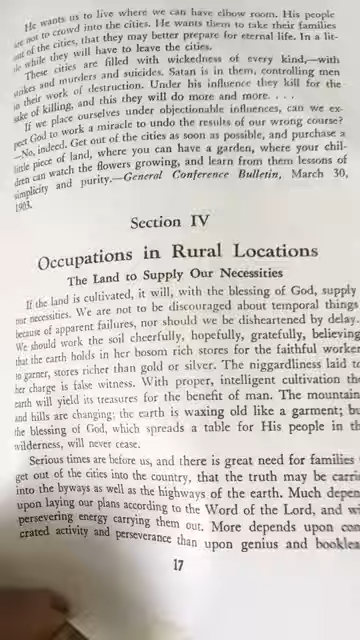 He wants us to live where we can have elbow room. His people
are not to crowd into the cities. He wants them to take their families
out of the cities, that they may better prepare for eternal life. In a lit-
tle while they will have to leave the cities.
These cities are filled with wickedness of every kind,—with
strikes and murders and suicides. Satan is in them, controlling men
in their work of destruction. Under his influence they kill for the
sake of killing, and this they will do more and more. . . .
If we place ourselves under objectionable influences, can we ex-
pect God to work a miracle to undo the results of our wrong course?
—No, indeed. Get out of the cities as soon as possible, and purchase a
little piece of land, where you can have a garden, where your chil-
dren can watch the flowers growing, and learn from them lessons of
simplicity and purity.—General Conference Bulletin, March 30,
1903.
Section IV
Occupations in Rural Locations
The Land to Supply Our Necessities
If the land is cultivated, it will, with the blessing of God, supply
our necessities. We are not to be discouraged about temporal things
because of apparent failures, nor should we be disheartened by delay.
We should work the soil cheerfully, hopefully, gratefully, believing
that the earth holds in her bosom rich stores for the faithful worker
to garner, stores richer than gold or silver. The niggardliness laid to
her charge is false witness. With proper, intelligent cultivation the
earth will yield its treasures for the benefit of man. The mountain
and hills are changing; the earth is waxing old like a garment; bu
the blessing of God, which spreads a table for His people in th
wilderness, will never cease.
Serious times are before us, and there is great need for families
get out of the cities into the country, that the truth may be carri
into the byways as well as the highways of the earth. Much depen
upon laying our plans according to the Word of the Lord, and wi
persevering energy carrying them out. More depends upon con
crated activity and perseverance than upon genius and booklea
17